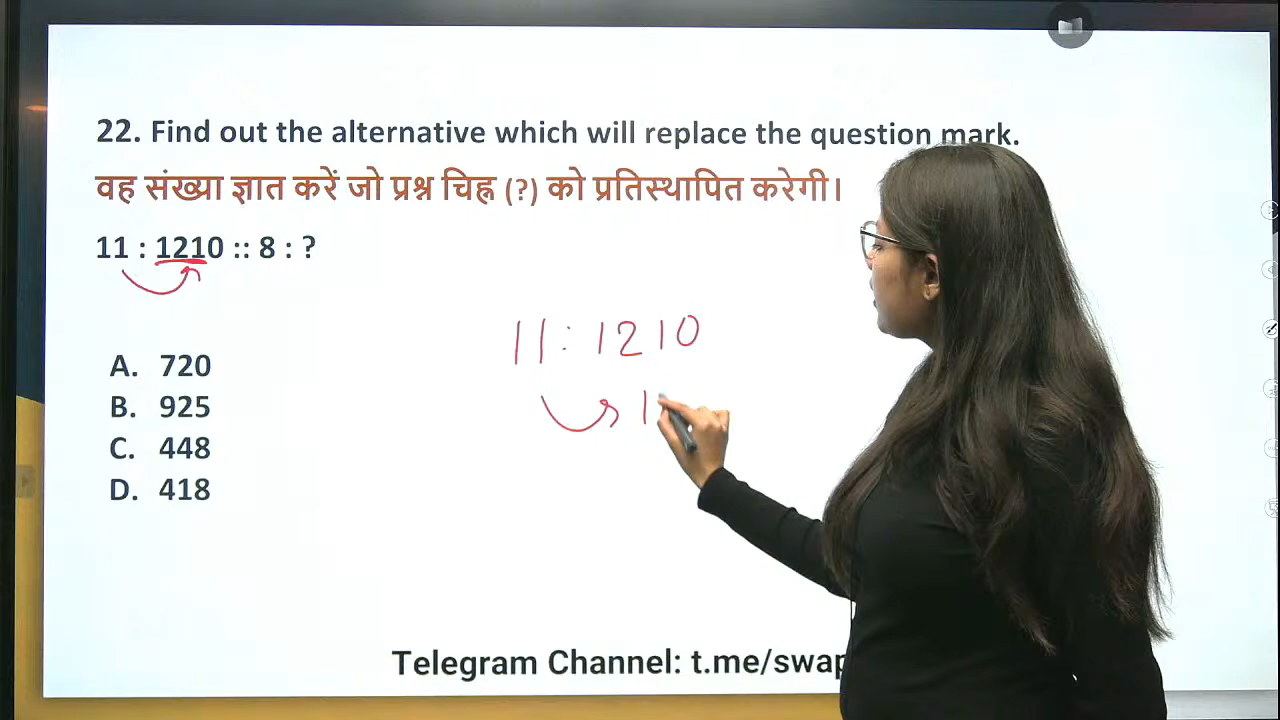 22. Find out the alternative which will replace the question mark.
वह संख्या ज्ञात करें जो प्रश्न चिह्न (?) को प्रतिस्थापित करेगी।
11 : 1210 :: 8 : ?
11 : 1210
1
A. 720
B. 925
C. 448
D. 418
Telegram Channel: t.me/swap